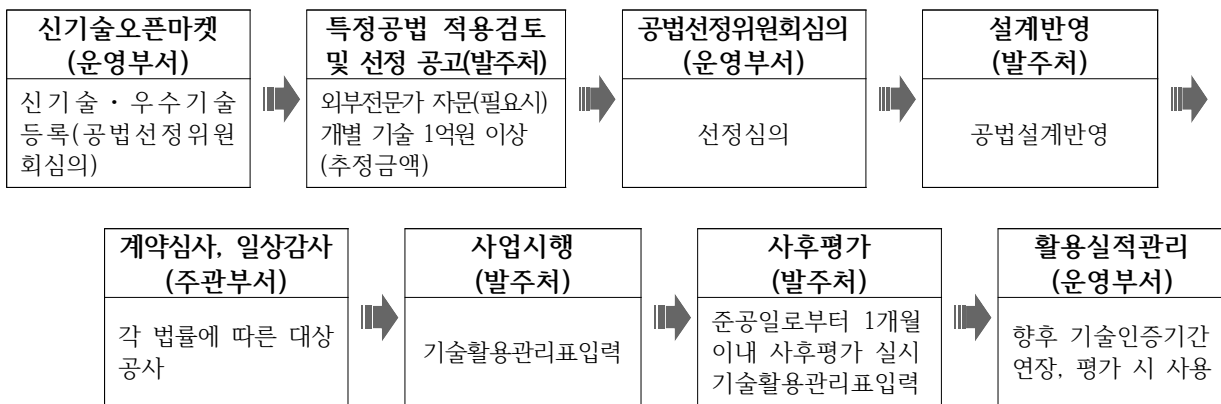 신기술오픈마켓
(운영부서)
신기술・우수기술
등록(공법선정위원
회심의)
특정공법 적용검토
및 선정 공고(발주처)
외부전문가 자문(필요시)
개별 기술 1억원 이상
(추정금액)
공법선정위원회심의
(운영부서)
선정심의
설계반영
(발주처)
공법설계반영
계약심사, 일상감사
(주관부서)
각 법률에 따른 대상
공사
사업시행
(발주처)
기술활용관리표입력
사후평가
(발주처)
준공일로부터 1개월
이내 사후평가 실시
기술활용관리표입력
활용실적관리
(운영부서)
향후 기술인증기간
연장, 평가 시 사용